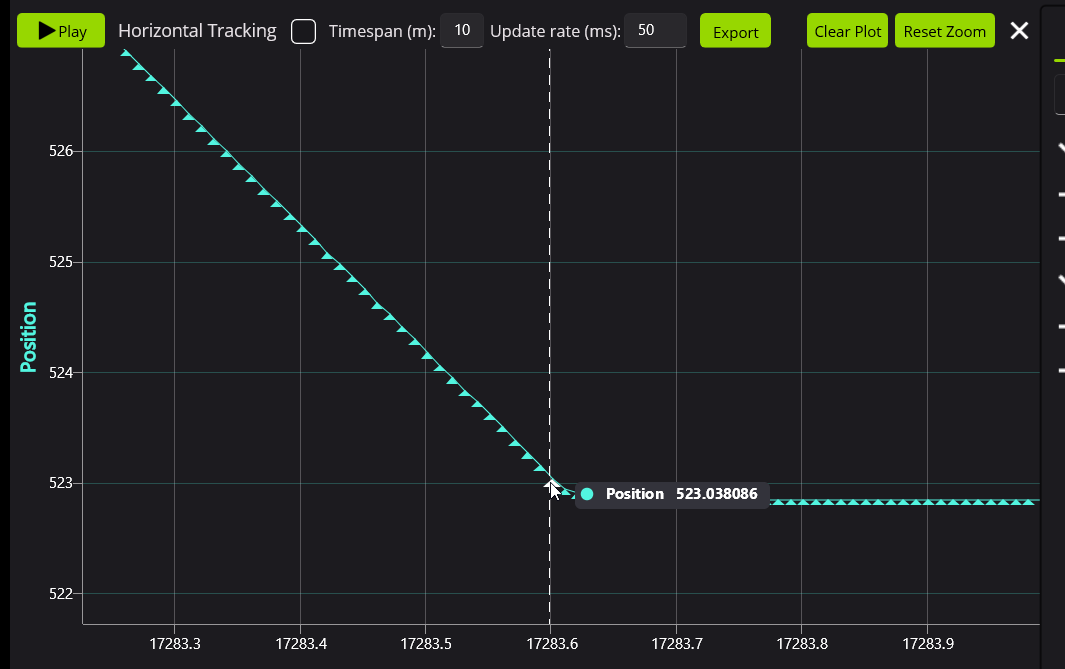 Play Horizontal Tracking Timespan (m): 10 Update rate (ms): 50 Export Clear Plot Reset Zoom
526
525
524
523
522
Position
Position 523.038086
17283.3 17283.4 17283.5 17283.6 17283.7 17283.8 17283.9